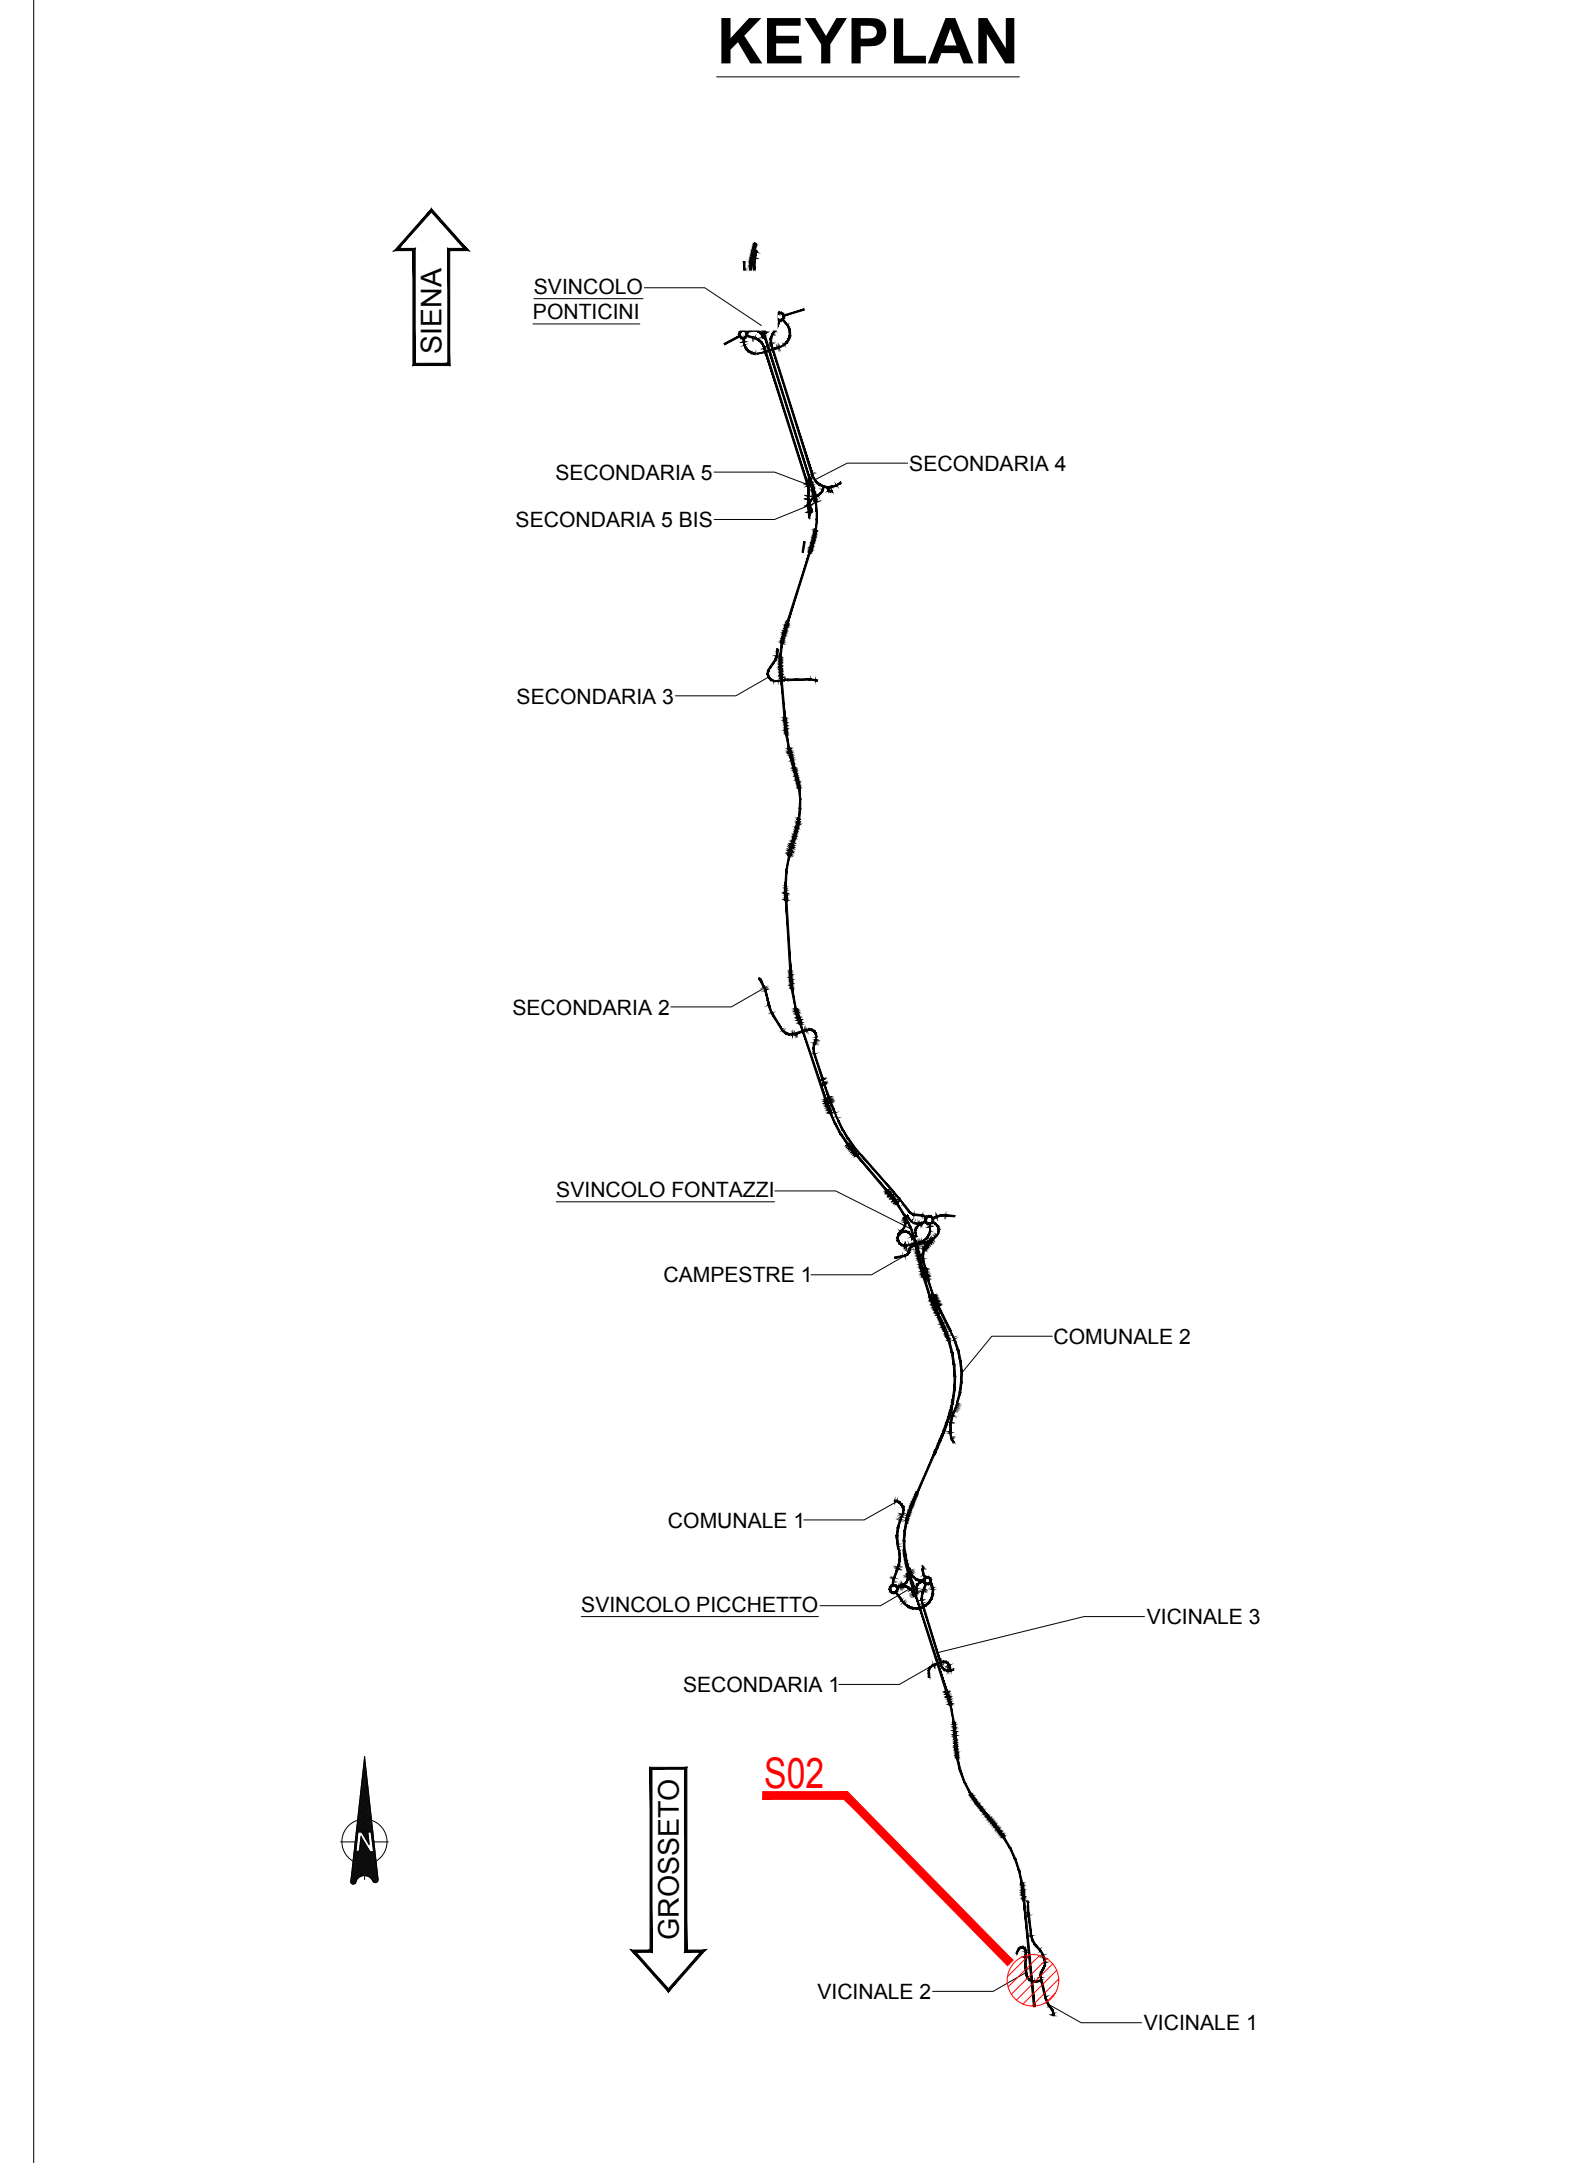 KEYPLAN
SIENA
SVINCOLO
PONTICINI
SECONDARIA 4
SECONDARIA 5
SECONDARIA 5 BIS
SECONDARIA 3
SECONDARIA 2
SVINCOLO FONTAZZI
CAMPESTRE 1
COMUNALE 2
COMUNALE 1
SVINCOLO PICCHETTO
VICINALE 3
SECONDARIA 1
S02
GROSSETO
N
VICINALE 2
VICINALE 1